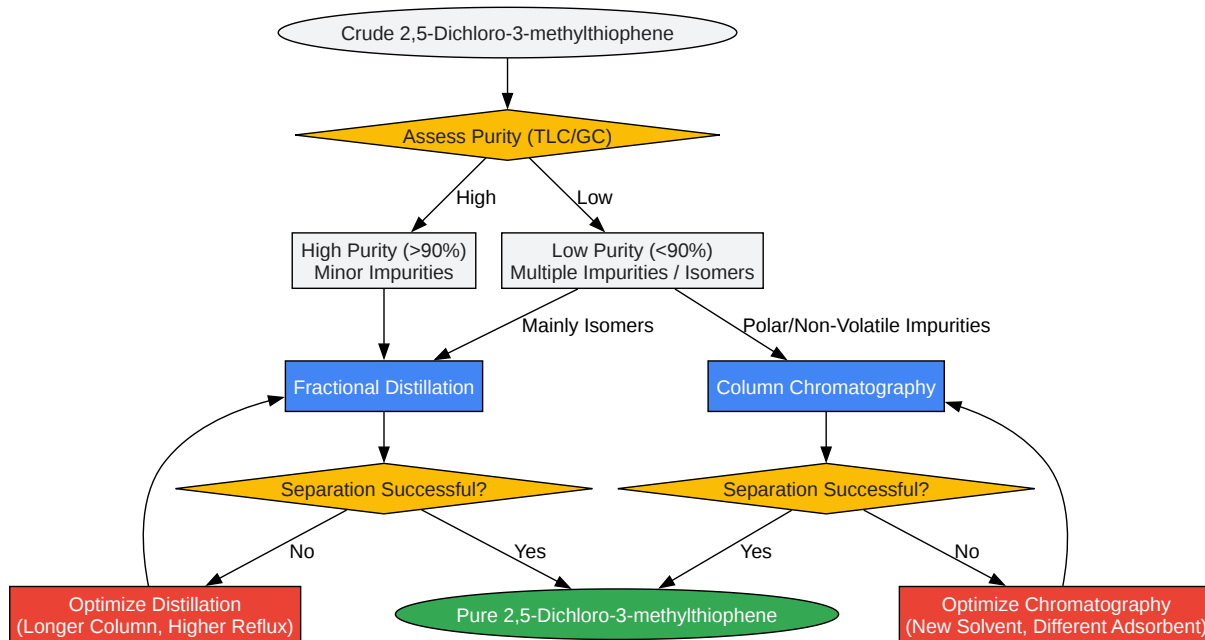 Crude 2,5-Dichloro-3-methylthiophene
Assess Purity (TLC/GC)
High
Low
High Purity (>90%)
Minor Impurities
Low Purity (<90%)
Multiple Impurities / Isomers
Mainly Isomers
Polar/Non-Volatile Impurities
Fractional Distillation
Column Chromatography
Separation Successful?
Separation Successful?
No
Yes
Yes
No
Optimize Distillation
(Longer Column, Higher Reflux)
Pure 2,5-Dichloro-3-methylthiophene
Optimize Chromatography
(New Solvent, Different Adsorbent)